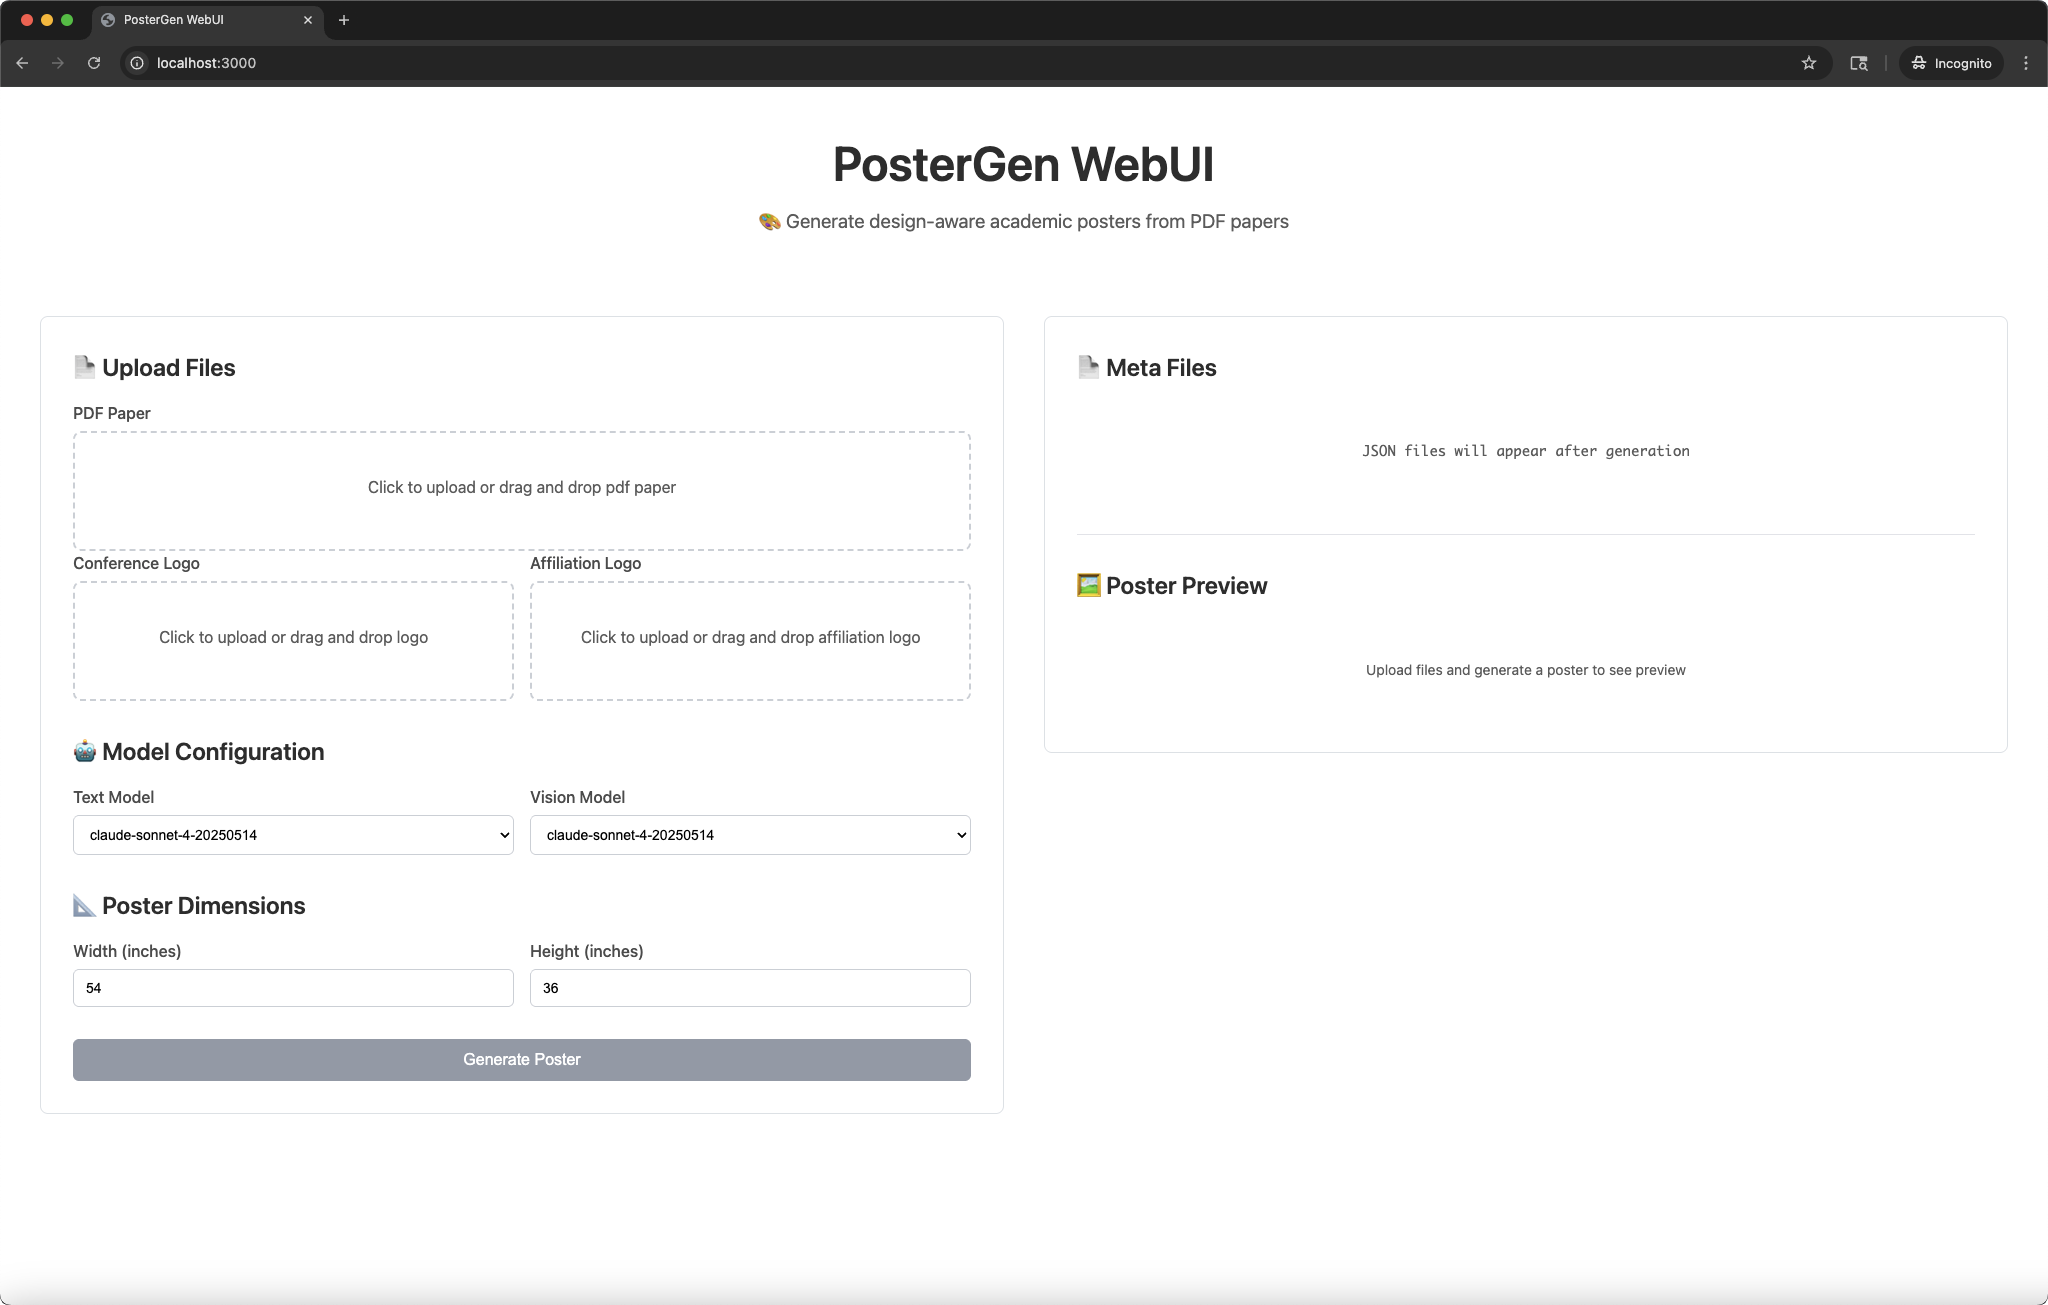 PosterGen WebUI
localhost:3000
Incognito
PosterGen WebUI
🎨 Generate design-aware academic posters from PDF papers
Upload Files
PDF Paper
Click to upload or drag and drop pdf paper
Conference Logo
Affiliation Logo
Click to upload or drag and drop logo
Click to upload or drag and drop affiliation logo
Model Configuration
Text Model
Vision Model
claude-sonnet-4-20250514
claude-sonnet-4-20250514
Poster Dimensions
Width (inches)
Height (inches)
54
36
Generate Poster
Meta Files
JSON files will appear after generation
Poster Preview
Upload files and generate a poster to see preview